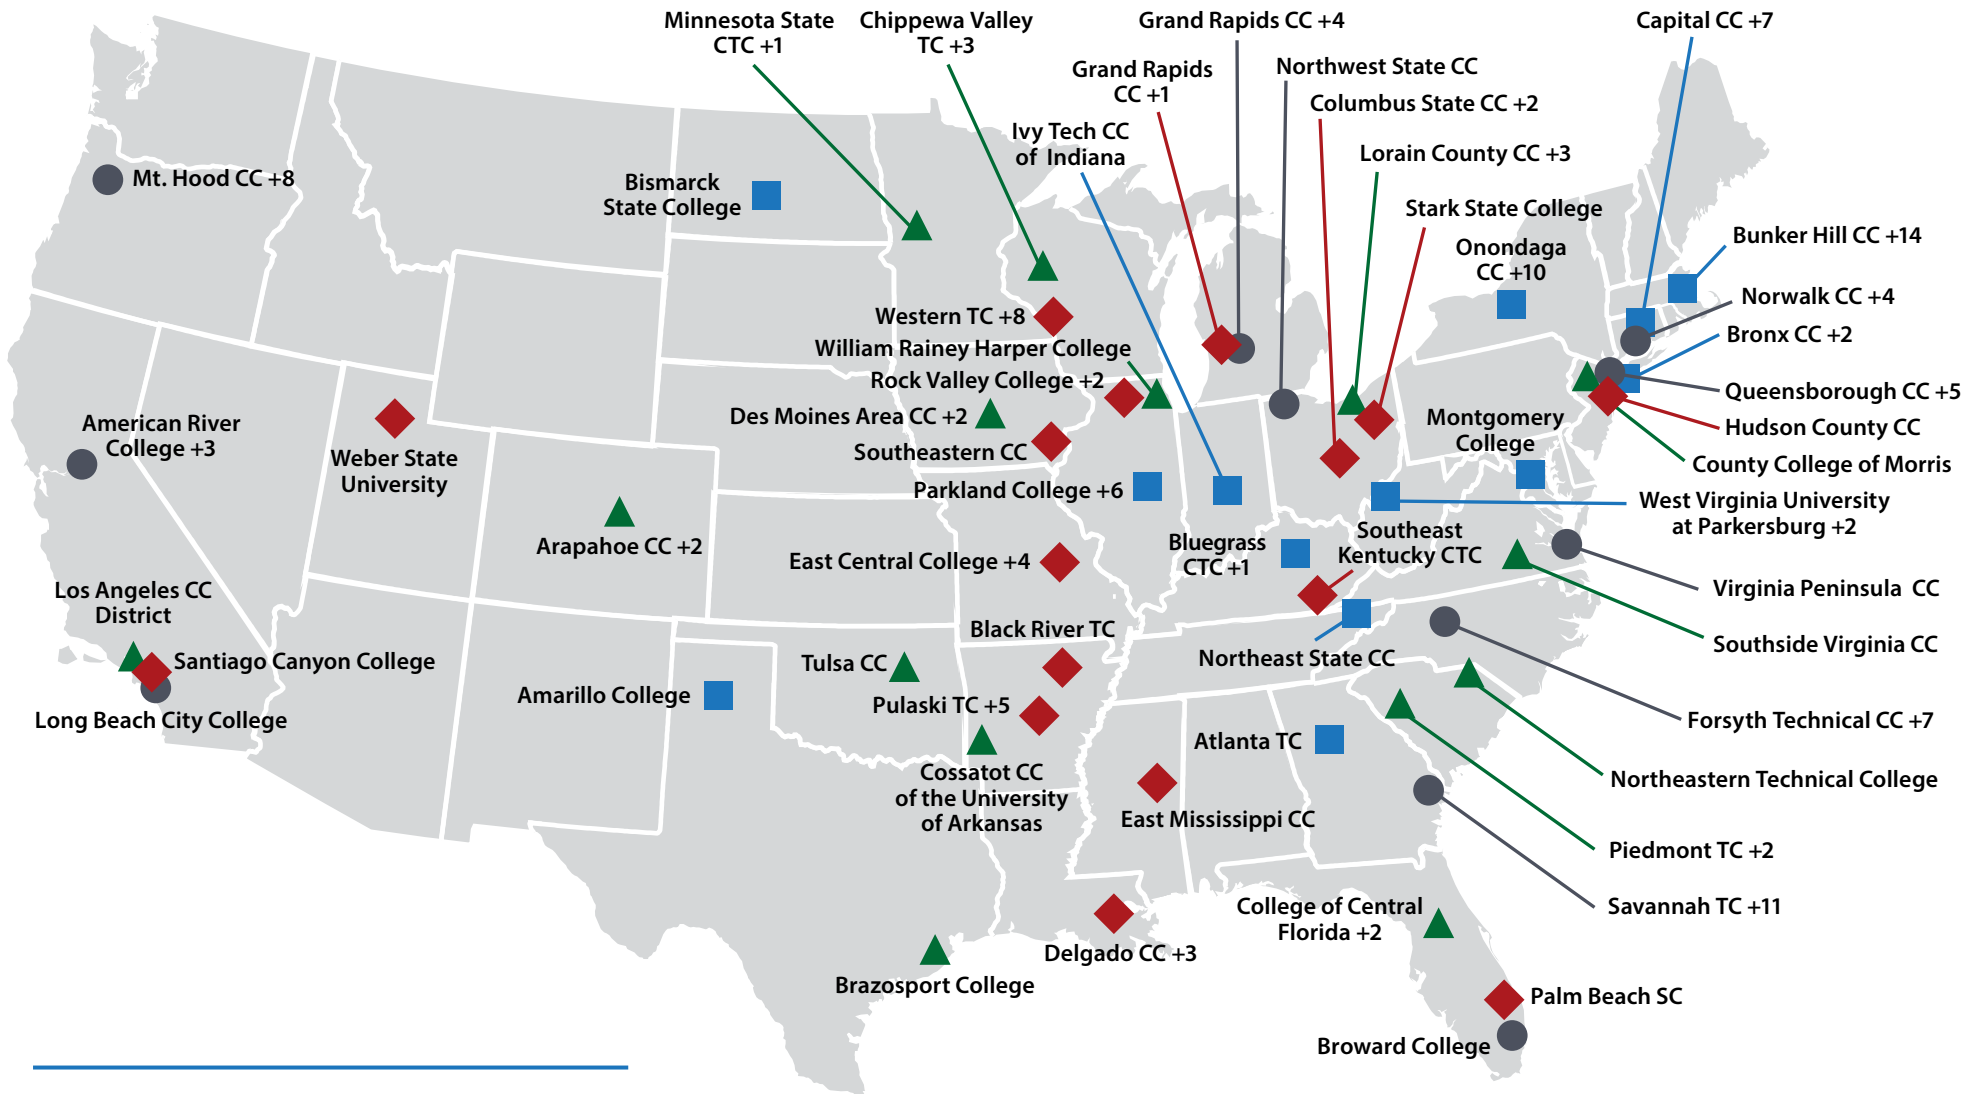 Minnesota State
CTC +1
Chippewa Valley
TC +3
Grand Rapids CC +4
Capital CC +7
Grand Rapids
CC +1
Northwest State CC
Columbus State CC +2
Ivy Tech CC
of Indiana
Lorain County CC +3
Mt. Hood CC +8
Bismarck
State College
Stark State College
Onondaga
CC +10
Bunker Hill CC +14
Norwalk CC +4
Western TC +8
Bronx CC +2
William Rainey Harper College
Rock Valley College +2
Queensborough CC +5
Des Moines Area CC +2
American River
College +3
Montgomery
College
Hudson County CC
Southeastern CC
Weber State
University
County College of Morris
Parkland College +6
West Virginia University
at Parkersburg +2
Arapahoe CC +2
Southeast
Kentucky CTC
Bluegrass
CTC +1
East Central College +4
Los Angeles CC
District
Virginia Peninsula CC
Black River TC
Southside Virginia CC
Santiago Canyon College
Tulsa CC
Northeast State CC
Amarillo College
Pulaski TC +5
Long Beach City College
Forsyth Technical CC +7
Atlanta TC
Cossatot CC
of the University
of Arkansas
Northeastern Technical College
East Mississippi CC
Piedmont TC +2
College of Central
Florida +2
Savannah TC +11
Delgado CC +3
Brazosport College
Palm Beach SC
Broward College